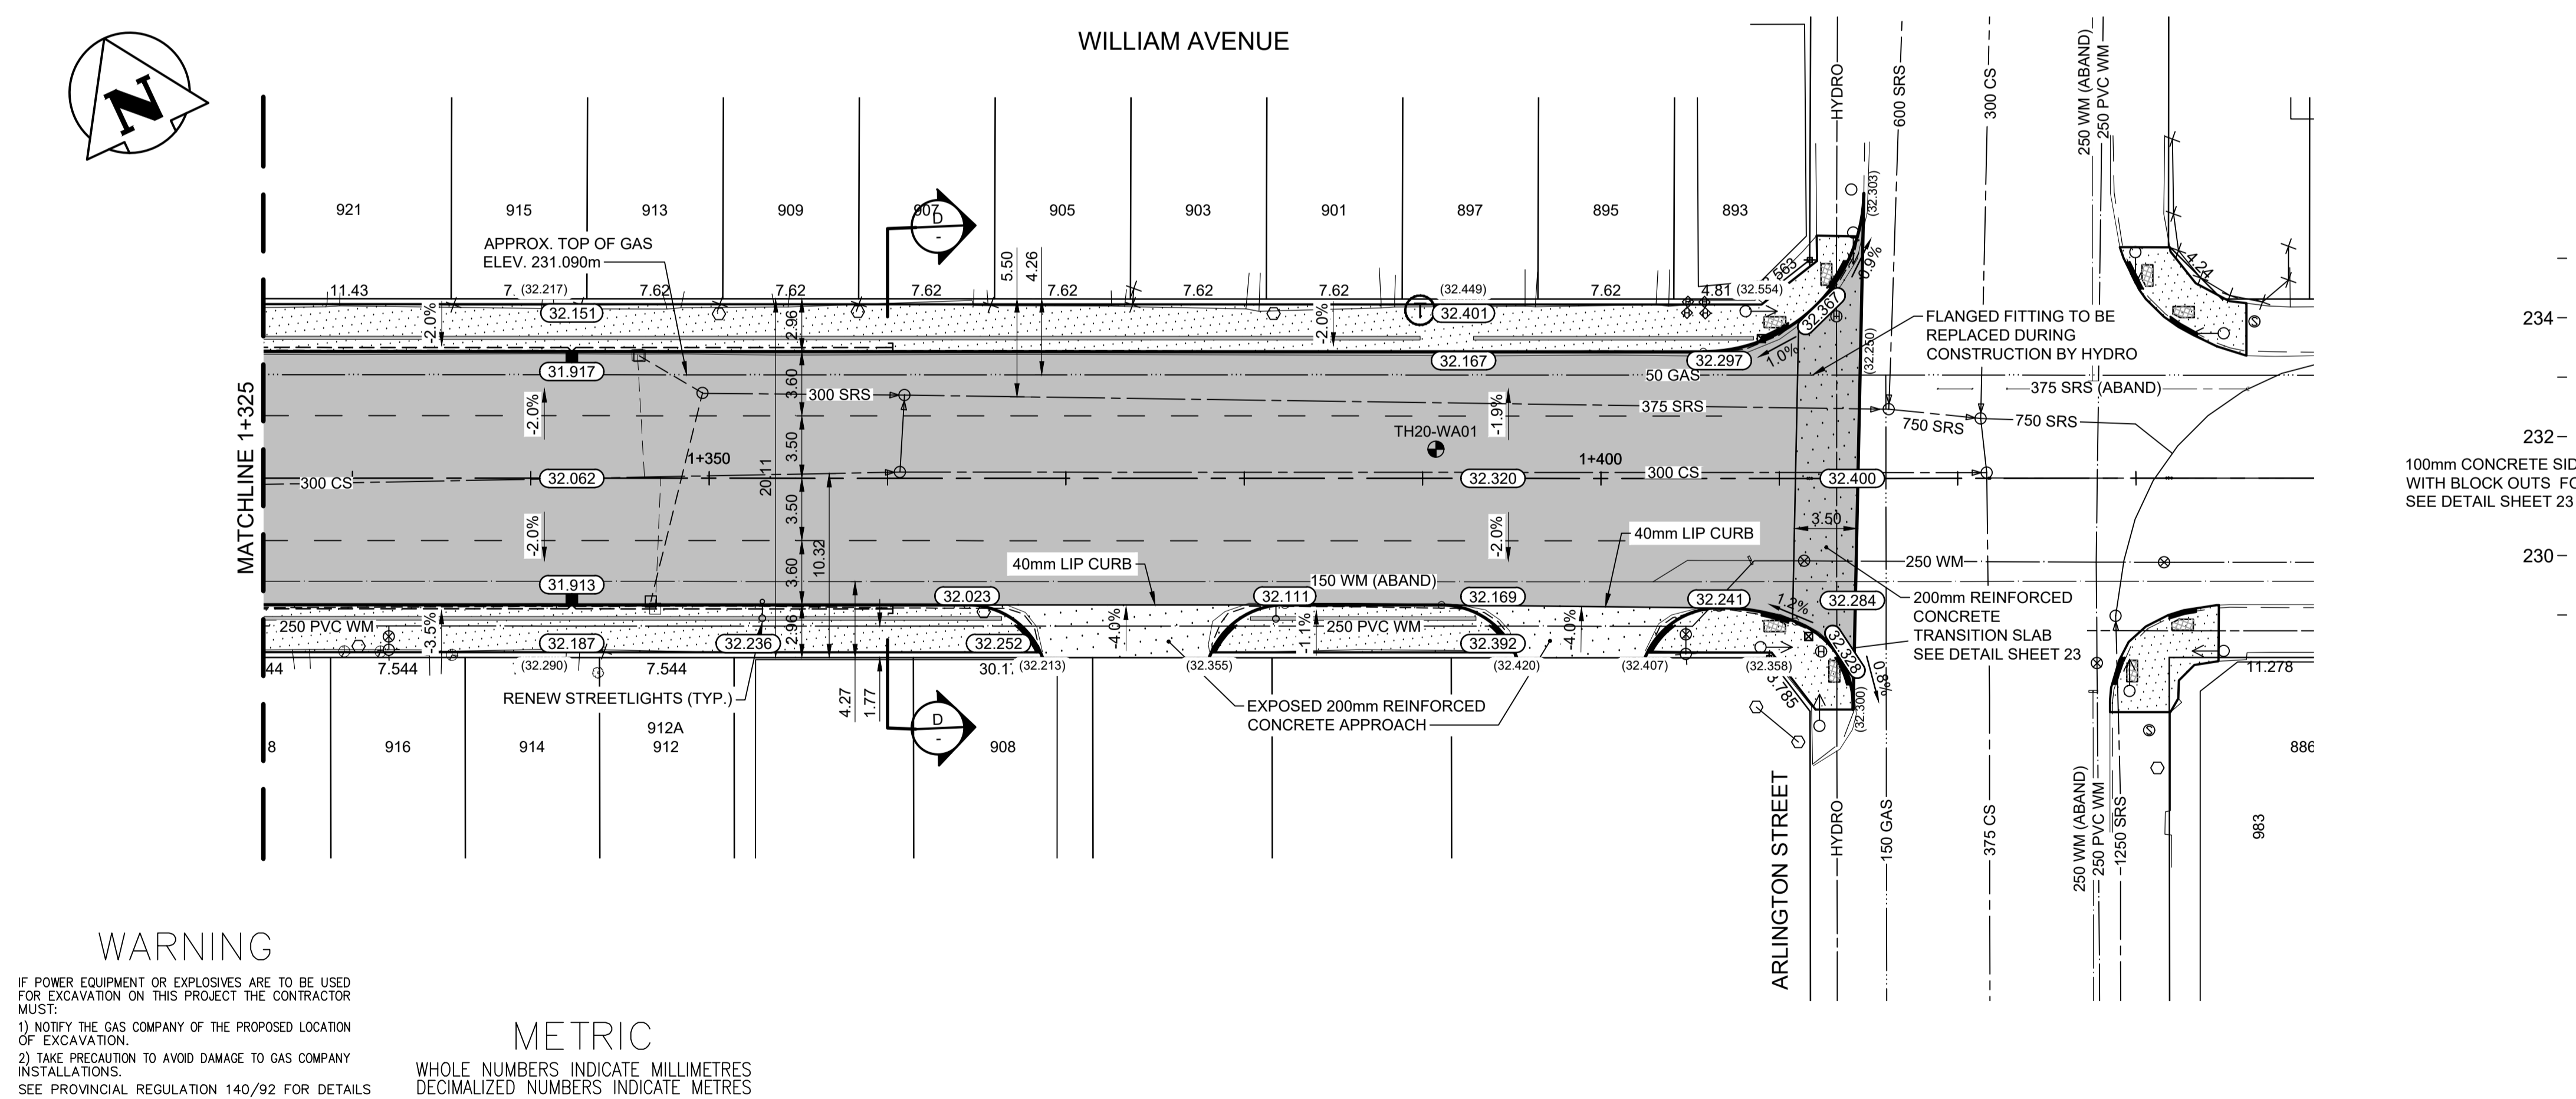 WILLIAM AVENUE
N
HYDRO
600 SRS
300 CS
250 WM (ABAND)
250 PVC WM
(32.303)
921
915
913
909
907
905
903
901
897
895
893
D
-
APPROX. TOP OF GAS
ELEV. 231.090m
5.50
4.26
4.24
0.9%
11.43
(32.217)
7.62
7.62
7.62
7.62
7.62
7.62
(32.449)
7.62
4.81
(32.554)
-2.0%
32.151
2.96
-2.0%
T
32.401
32.367
FLANGED FITTING TO BE
REPLACED DURING
CONSTRUCTION BY HYDRO
234
31.917
32.167
32.297
1.0%
(32.250)
50 GAS
3.60
300 SRS
375 SRS
375 SRS (ABAND)
750 SRS
750 SRS
-2.0%
-1.9%
TH20-WA01
232
MATCHLINE 1+325
3.50
1+350
1+400
20.11
300 CS
32.062
32.320
300 CS
32.400
100mm CONCRETE SID
WITH BLOCK OUTS FO
SEE DETAIL SHEET 23
3.50
3.50
-2.0%
-2.0%
10.32
40mm LIP CURB
40mm LIP CURB
3.60
250 WM
230
31.913
150 WM (ABAND)
32.023
32.111
32.169
32.241
1.2%
32.284
200mm REINFORCED
CONCRETE
TRANSITION SLAB
SEE DETAIL SHEET 23
250 PVC WM
-3.5%
32.187
32.236
2.96
32.252
-4.0%
-1.1%
250 PVC WM
32.392
-4.0%
32.328
0.8%
44
7.544
(32.290)
7.544
(32.213)
(32.355)
(32.420)
(32.407)
(32.358)
3.785
(32.300)
11.278
RENEW STREETLIGHTS (TYP.)
4.27
1.77
EXPOSED 200mm REINFORCED
CONCRETE APPROACH
D
-
8
916
914
912A
912
908
886
983
ARLINGTON STREET
HYDRO
150 GAS
375 CS
250 WM (ABAND)
250 PVC WM
1250 SRS
WARNING
IF POWER EQUIPMENT OR EXPLOSIVES ARE TO BE USED
FOR EXCAVATION ON THIS PROJECT THE CONTRACTOR
MUST:
1) NOTIFY THE GAS COMPANY OF THE PROPOSED LOCATION
OF EXCAVATION.
2) TAKE PRECAUTION TO AVOID DAMAGE TO GAS COMPANY
INSTALLATIONS.
SEE PROVINCIAL REGULATION 140/92 FOR DETAILS
METRIC
WHOLE NUMBERS INDICATE MILLIMETRES
DECIMALIZED NUMBERS INDICATE METRES